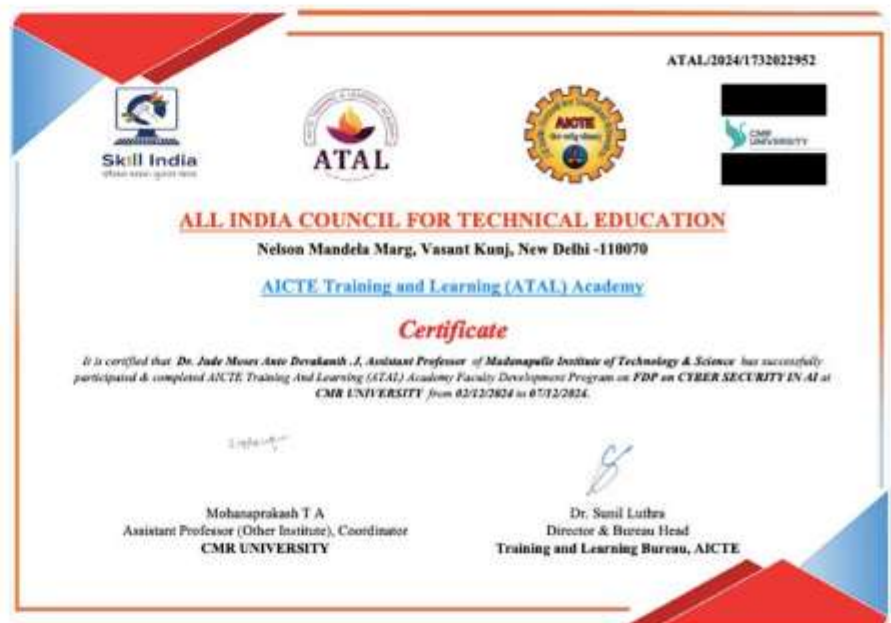 ATAL/2024/1732022952
Skill India
ATAL
AICTE
CMR
UNIVERSITY
ALL INDIA COUNCIL FOR TECHNICAL EDUCATION
Nelson Mandela Marg, Vasant Kunj, New Delhi -110070
AICTE Training and Learning (ATAL) Academy
Certificate
It is certified that Dr. Jude Moses Anto Devakanth .J, Assistant Professor of Madanapalle Institute of Technology & Science has successfully
participated & completed AICTE Training And Learning (ATAL) Academy Faculty Development Program on FDP on CYBER SECURITY IN AI at
CMR UNIVERSITY from 02/12/2024 to 07/12/2024.
Mohanaprakash T A
Dr. Sunil Luthra
Assistant Professor (Other Institute), Coordinator
Director & Bureau Head
CMR UNIVERSITY
Training and Learning Bureau, AICTE